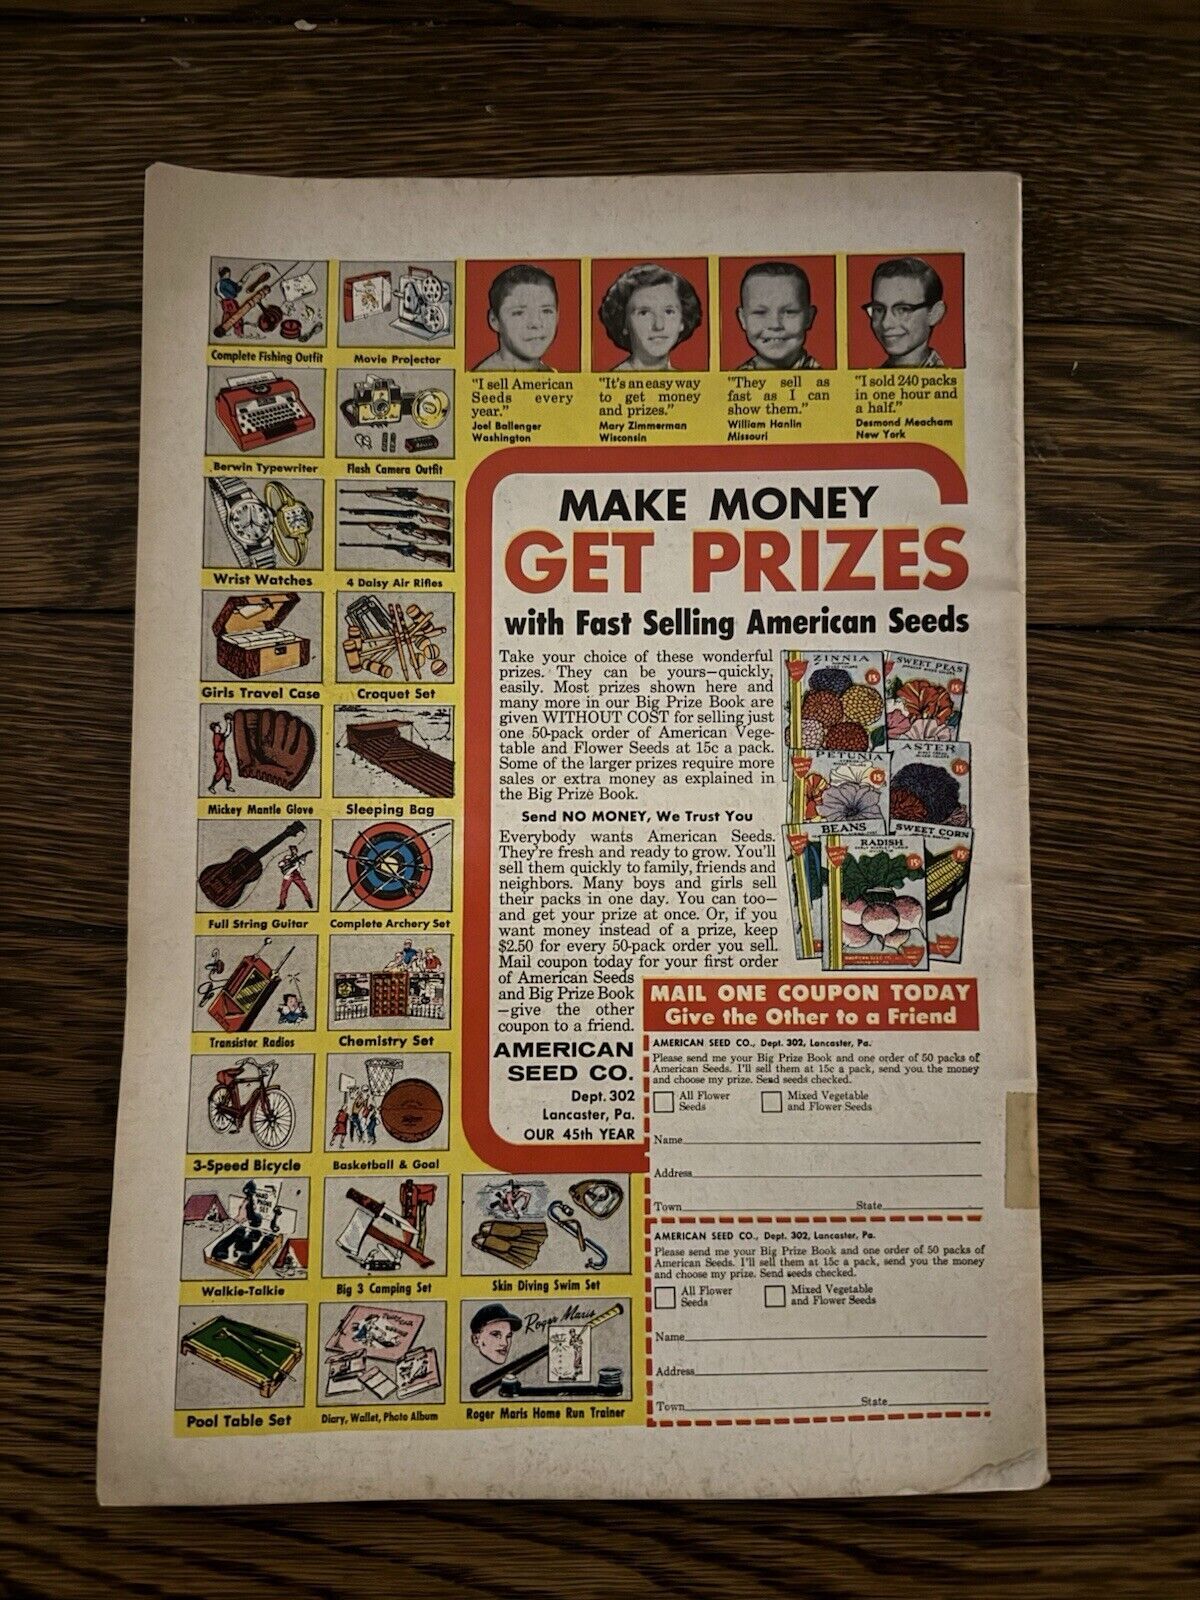 Complete Fishing Outfit
Movie Projector
Berwin Typewriter
Flash Camera Outfit
Wrist Watches
4 Daisy Air Rifles
Girls Travel Case
Croquet Set
Mickey Mantle Glove
Sleeping Bag
Full String Guitar
Complete Archery Set
Transistor Radios
Chemistry Set
3-Speed Bicycle
Basketball & Goal
Walkie-Talkie
Big 3 Camping Set
Skin Diving Swim Set
Pool Table Set
Diary, Wallet, Photo Album
Roger Maris
Roger Maris Home Run Trainer
"I sell American
Seeds every
year."
Joel Ballenger
Washington
"It's an easy way
to get money
and prizes."
Mary Zimmerman
Wisconsin
"They sell as
fast as I can
show them."
William Hanlin
Missouri
"I sold 240 packs
in one hour and
a half."
Desmond Meacham
New York
MAKE MONEY
GET PRIZES
with Fast Selling American Seeds
Take your choice of these wonderful
prizes. They can be yours—quickly,
easily. Most prizes shown here and
many more in our Big Prize Book are
given WITHOUT COST for selling just
one 50-pack order of American Vege-
table and Flower Seeds at 15c a pack.
Some of the larger prizes require more
sales or extra money as explained in
the Big Prize Book.
Send NO MONEY, We Trust You
Everybody wants American Seeds.
They're fresh and ready to grow. You'll
sell them quickly to family, friends and
neighbors. Many boys and girls sell
their packs in one day. You can too—
and get your prize at once. Or, if you
want money instead of a prize, keep
$2.50 for every 50-pack order you sell.
Mail coupon today for your first order
of American Seeds
and Big Prize Book
—give the other
coupon to a friend.
AMERICAN
SEED CO.
Dept. 302
Lancaster, Pa.
OUR 45th YEAR
ZINNIA
15¢
SWEET PEAS
15¢
PETUNIA
15¢
ASTER
15¢
BEANS
SWEET CORN
15¢
RADISH
15¢
MAIL ONE COUPON TODAY
Give the Other to a Friend
AMERICAN SEED CO., Dept. 302, Lancaster, Pa.
Please send me your Big Prize Book and one order of 50 packs of
American Seeds. I'll sell them at 15c a pack, send you the money
and choose my prize. Send seeds checked.
All Flower
Seeds
Mixed Vegetable
and Flower Seeds
Name
Address
Town State
AMERICAN SEED CO., Dept. 302, Lancaster, Pa.
Please send me your Big Prize Book and one order of 50 packs of
American Seeds. I'll sell them at 15c a pack, send you the money
and choose my prize. Send seeds checked.
All Flower
Seeds
Mixed Vegetable
and Flower Seeds
Name
Address
Town State